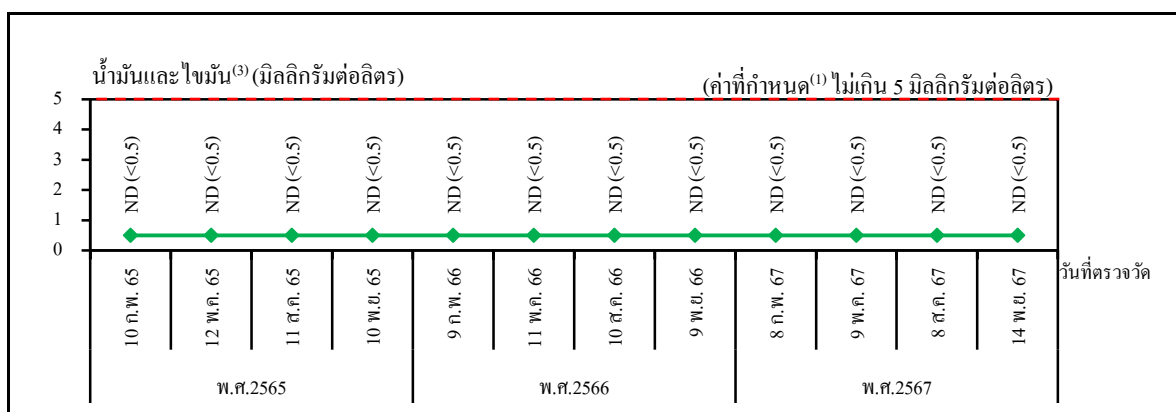 น้ำมันและไขมัน⁽³⁾ (มิลลิกรัมต่อลิตร)
(ค่าที่กำหนด⁽¹⁾ ไม่เกิน 5 มิลลิกรัมต่อลิตร)
5
4
3
2
1
0
ND (<0.5)
ND (<0.5)
ND (<0.5)
ND (<0.5)
ND (<0.5)
ND (<0.5)
ND (<0.5)
ND (<0.5)
ND (<0.5)
ND (<0.5)
ND (<0.5)
ND (<0.5)
วันที่ตรวจวัด
10 ก.พ. 65
12 พ.ค. 65
11 ส.ค. 65
10 พ.ย. 65
9 ก.พ. 66
11 พ.ค. 66
10 ส.ค. 66
9 พ.ย. 66
8 ก.พ. 67
9 พ.ค. 67
8 ส.ค. 67
14 พ.ย. 67
พ.ศ.2565
พ.ศ.2566
พ.ศ.2567